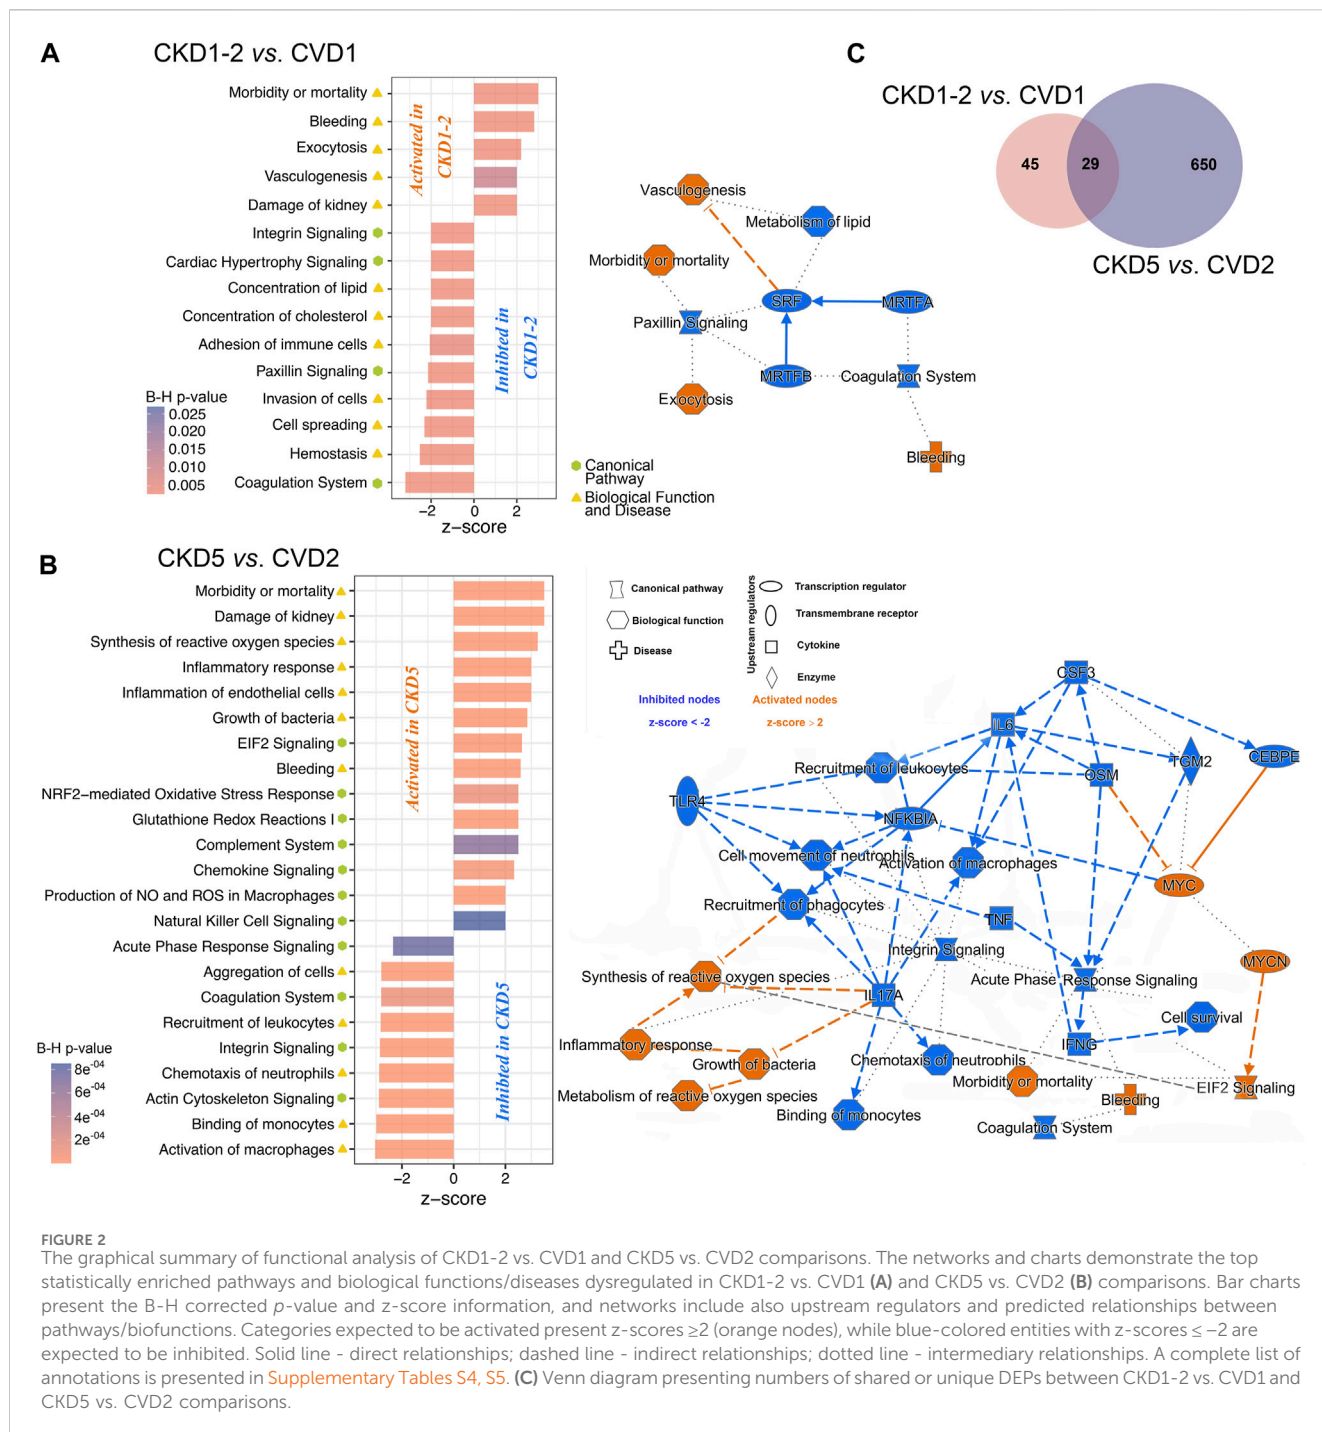 A
CKD1-2 vs. CVD1
Morbidity or mortality
Bleeding
Exocytosis
Vasculogenesis
Damage of kidney
Integrin Signaling
Cardiac Hypertrophy Signaling
Concentration of lipid
Concentration of cholesterol
Adhesion of immune cells
Paxillin Signaling
Invasion of cells
Cell spreading
Hemostasis
Coagulation System
Activated in
CKD1-2
Inhibted in
CKD1-2
B-H p-value
0.025
0.020
0.015
0.010
0.005
−2
0
2
z−score
Canonical
Pathway
Biological Function
and Disease
Vasculogenesis
Metabolism of lipid
Morbidity or mortality
SRF
MRTFA
Paxillin Signaling
MRTFB
Coagulation System
Exocytosis
Bleeding
C
CKD1-2 vs. CVD1
45
29
650
CKD5 vs. CVD2
B
CKD5 vs. CVD2
Morbidity or mortality
Damage of kidney
Synthesis of reactive oxygen species
Inflammatory response
Inflammation of endothelial cells
Growth of bacteria
EIF2 Signaling
Bleeding
NRF2−mediated Oxidative Stress Response
Glutathione Redox Reactions I
Complement System
Chemokine Signaling
Production of NO and ROS in Macrophages
Natural Killer Cell Signaling
Acute Phase Response Signaling
Aggregation of cells
Coagulation System
Recruitment of leukocytes
Integrin Signaling
Chemotaxis of neutrophils
Actin Cytoskeleton Signaling
Binding of monocytes
Activation of macrophages
Activated in CKD5
Inhibted in CKD5
B-H p-value
8e-04
6e-04
4e-04
2e-04
−2
0
2
z−score
Canonical pathway
Biological function
Disease
Upstream regulators
Transcription regulator
Transmembrane receptor
Cytokine
Enzyme
Inhibited nodes
z-score < -2
Activated nodes
z-score > 2
CSF3
IL6
Recruitment of leukocytes
OSM
TGM2
CEBPE
TLR4
NFKBIA
Cell movement of neutrophils
Activation of macrophages
MYC
Recruitment of phagocytes
TNF
Integrin Signaling
MYCN
Synthesis of reactive oxygen species
Acute Phase Response Signaling
IL17A
Cell survival
Inflammatory response
IFNG
Growth of bacteria
Chemotaxis of neutrophils
Morbidity or mortality
EIF2 Signaling
Metabolism of reactive oxygen species
Bleeding
Binding of monocytes
Coagulation System
FIGURE 2
The graphical summary of functional analysis of CKD1-2 vs. CVD1 and CKD5 vs. CVD2 comparisons. The networks and charts demonstrate the top
statistically enriched pathways and biological functions/diseases dysregulated in CKD1-2 vs. CVD1 (A) and CKD5 vs. CVD2 (B) comparisons. Bar charts
present the B-H corrected p-value and z-score information, and networks include also upstream regulators and predicted relationships between
pathways/biofunctions. Categories expected to be activated present z-scores ≥2 (orange nodes), while blue-colored entities with z-scores ≤ −2 are
expected to be inhibited. Solid line - direct relationships; dashed line - indirect relationships; dotted line - intermediary relationships. A complete list of
annotations is presented in Supplementary Tables S4, S5. (C) Venn diagram presenting numbers of shared or unique DEPs between CKD1-2 vs. CVD1 and
CKD5 vs. CVD2 comparisons.